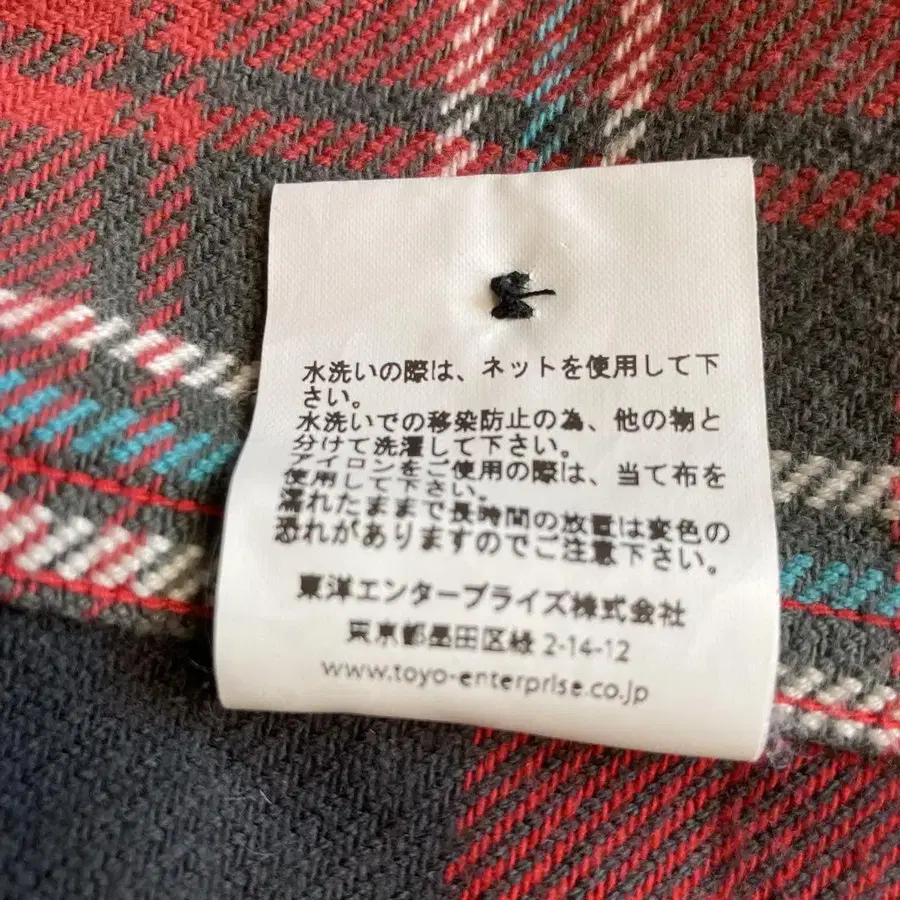 水洗いの際は、ネットを使用して下
さい。
水洗いでの移染防止の為、他の物と
分けて洗濯して下さい。
アイロンをご使用の際は、当て布を
使用して下さい。
濡れたままで長時間の放置は変色の
恐れがありますのでご注意下さい。
東洋エンタープライズ株式会社
東京都墨田区緑 2-14-12
www.toyo-enterprise.co.jp